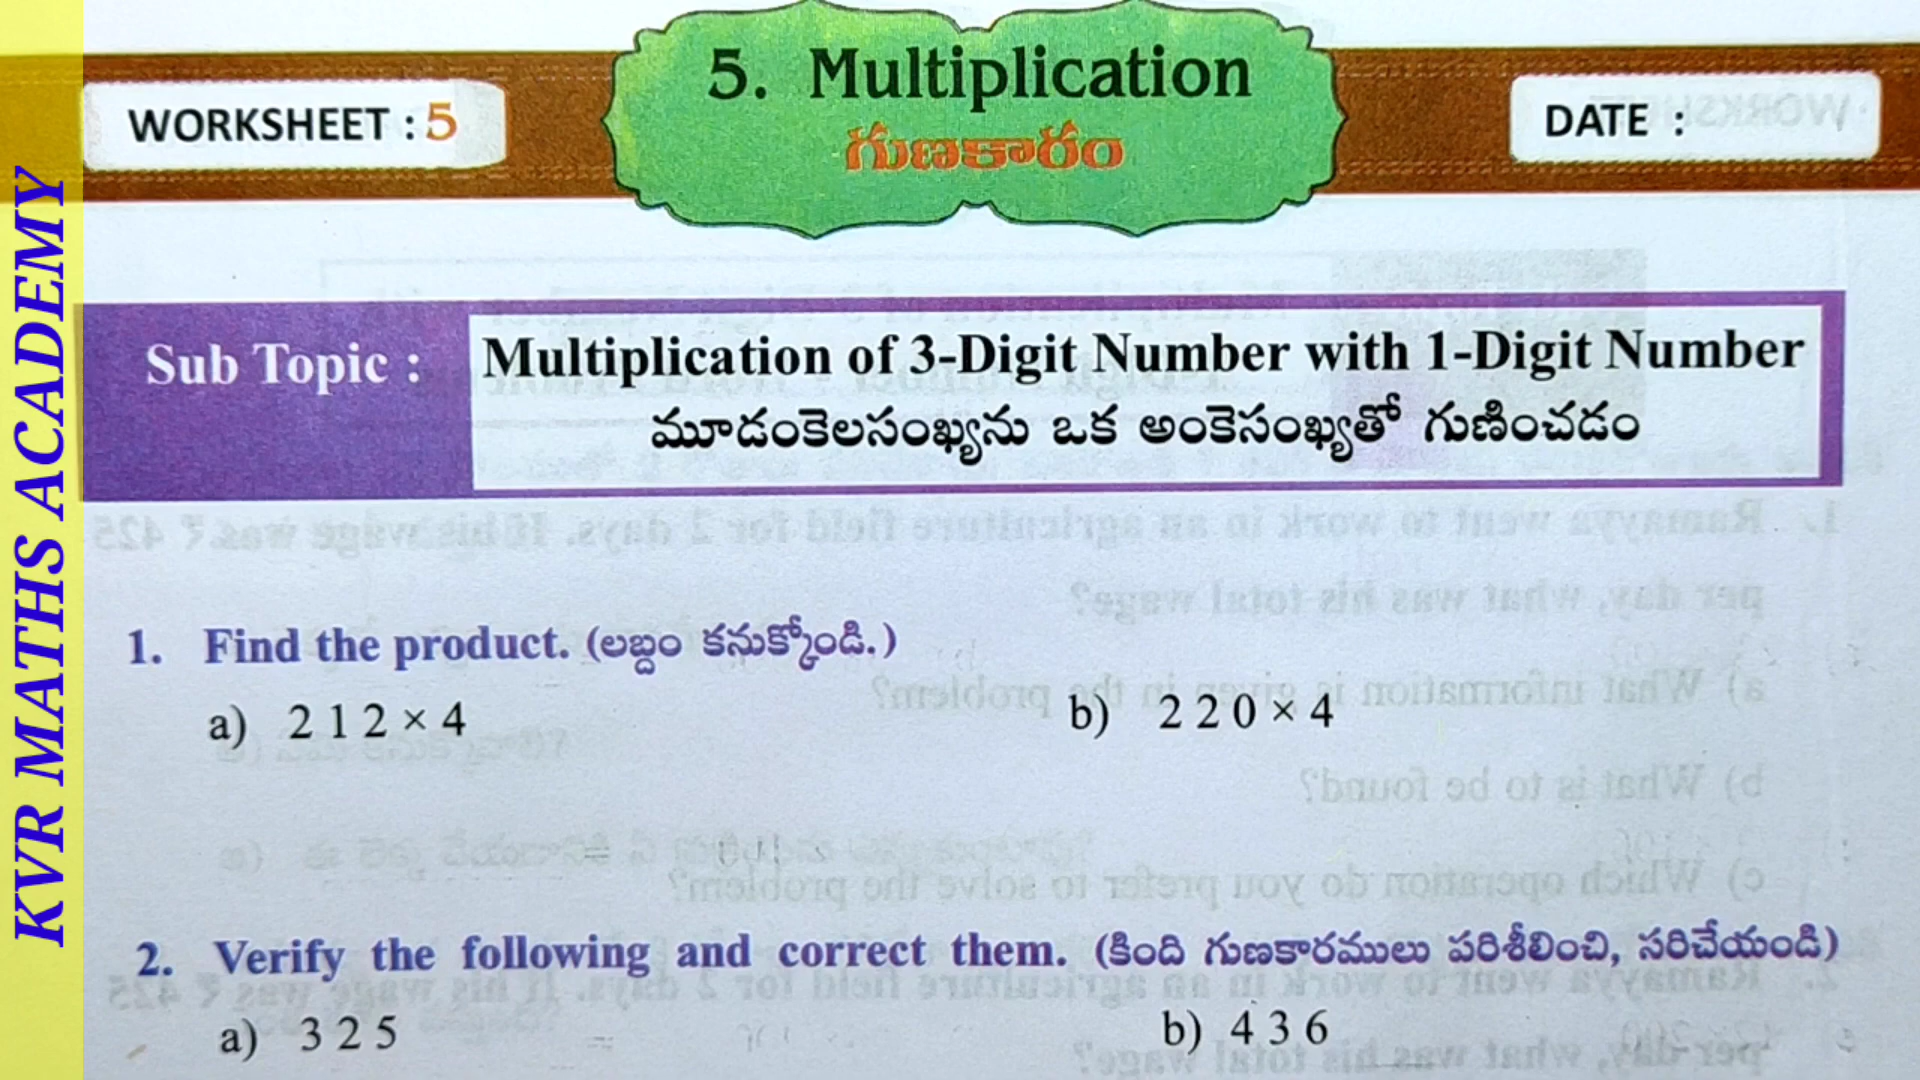 KVR MATHS ACADEMY
WORKSHEET : 5
5. Multiplication
గుణకారం
DATE :
Sub Topic :
Multiplication of 3-Digit Number with 1-Digit Number
మూడంకెలసంఖ్యను ఒక అంకెసంఖ్యతో గుణించడం
1. Find the product. (లబ్దం కనుక్కోండి.)
a) 2 1 2 × 4
b) 2 2 0 × 4
2. Verify the following and correct them. (కింది గుణకారములు పరిశీలించి, సరిచేయండి)
a) 3 2 5
b) 4 3 6